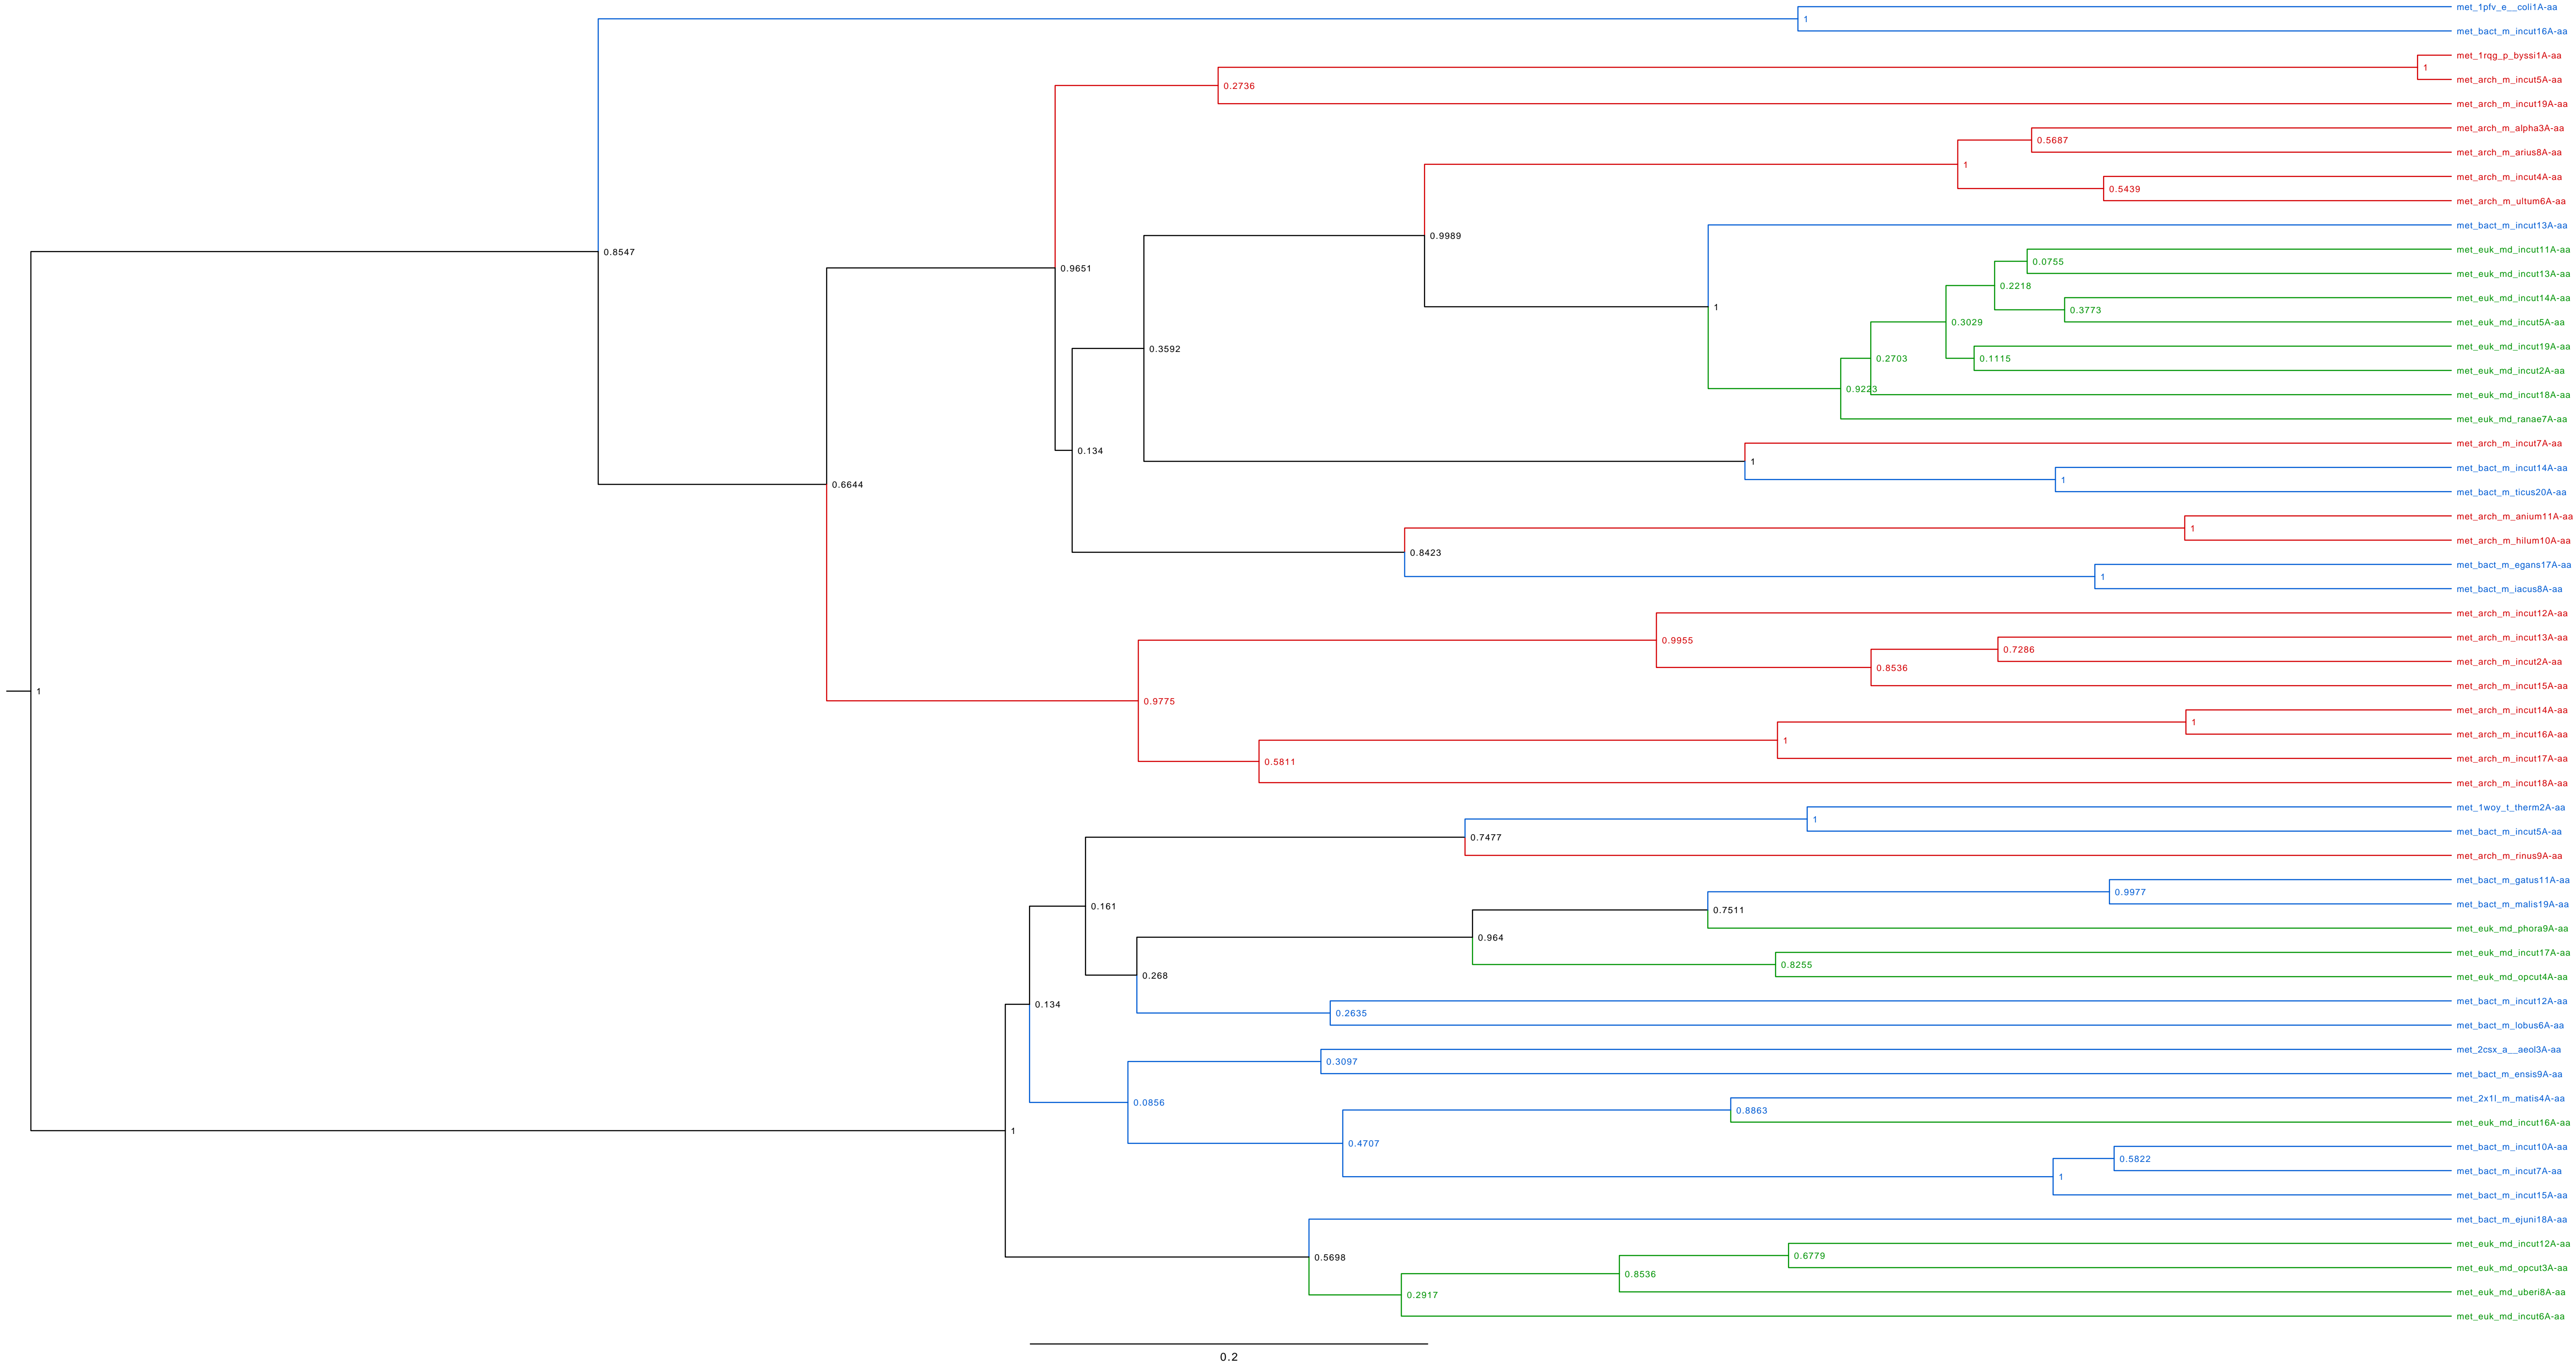 met_1pfv_e__coli1A-aa
1
met_bact_m_incut16A-aa
met_1rqg_p_byssi1A-aa
1
met_arch_m_incut5A-aa
0.2736
met_arch_m_incut19A-aa
met_arch_m_alpha3A-aa
0.5687
met_arch_m_arius8A-aa
1
met_arch_m_incut4A-aa
0.5439
met_arch_m_ultum6A-aa
met_bact_m_incut13A-aa
0.9989
met_euk_md_incut11A-aa
0.8547
0.0755
0.9651
met_euk_md_incut13A-aa
0.2218
met_euk_md_incut14A-aa
1
0.3773
met_euk_md_incut5A-aa
0.3029
met_euk_md_incut19A-aa
0.3592
0.2703
0.1115
met_euk_md_incut2A-aa
0.9223
met_euk_md_incut18A-aa
met_euk_md_ranae7A-aa
met_arch_m_incut7A-aa
0.134
1
met_bact_m_incut14A-aa
1
0.6644
met_bact_m_ticus20A-aa
met_arch_m_anium11A-aa
1
met_arch_m_hilum10A-aa
0.8423
met_bact_m_egans17A-aa
1
met_bact_m_iacus8A-aa
met_arch_m_incut12A-aa
0.9955
met_arch_m_incut13A-aa
0.7286
met_arch_m_incut2A-aa
0.8536
met_arch_m_incut15A-aa
1
0.9775
met_arch_m_incut14A-aa
1
met_arch_m_incut16A-aa
1
met_arch_m_incut17A-aa
0.5811
met_arch_m_incut18A-aa
met_1woy_t_therm2A-aa
1
met_bact_m_incut5A-aa
0.7477
met_arch_m_rinus9A-aa
met_bact_m_gatus11A-aa
0.9977
met_bact_m_malis19A-aa
0.161
0.7511
met_euk_md_phora9A-aa
0.964
met_euk_md_incut17A-aa
0.8255
met_euk_md_opcut4A-aa
0.268
met_bact_m_incut12A-aa
0.134
0.2635
met_bact_m_lobus6A-aa
met_2csx_a__aeol3A-aa
0.3097
met_bact_m_ensis9A-aa
met_2x1l_m_matis4A-aa
0.0856
0.8863
met_euk_md_incut16A-aa
1
0.4707
met_bact_m_incut10A-aa
0.5822
met_bact_m_incut7A-aa
1
met_bact_m_incut15A-aa
met_bact_m_ejuni18A-aa
met_euk_md_incut12A-aa
0.5698
0.6779
met_euk_md_opcut3A-aa
0.8536
met_euk_md_uberi8A-aa
0.2917
met_euk_md_incut6A-aa
0.2